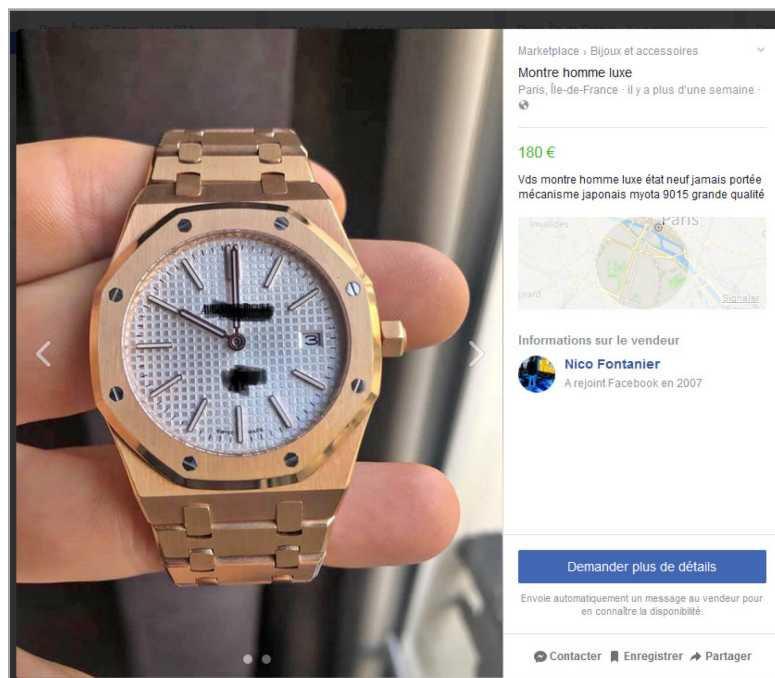 Marketplace › Bijoux et accessoires
Montre homme luxe
Paris, Île-de-France · il y a plus d'une semaine ·
180 €
Vds montre homme luxe état neuf jamais portée
mécanisme japonais myota 9015 grande qualité
Invalides
Paris
Signaler
Informations sur le vendeur
Nico Fontanier
A rejoint Facebook en 2007
Demander plus de détails
Envoie automatiquement un message au vendeur pour
en connaître la disponibilité.
Contacter Enregistrer Partager
3
SWISS MADE